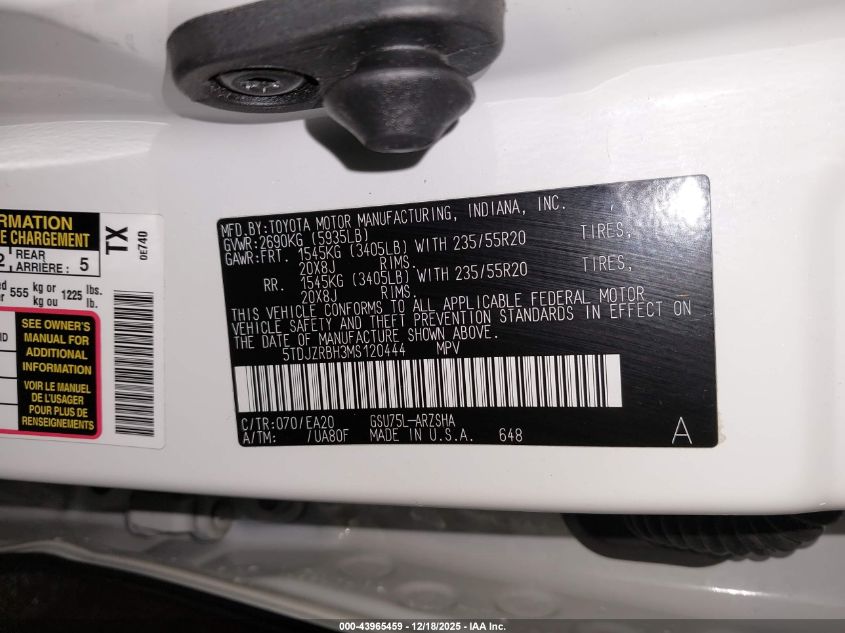 RMATION
E CHARGEMENT
2 REAR
ARRIÈRE : 5
555 kg or 1225 lbs.
kg ou lb.
SEE OWNER'S
MANUAL FOR
ADDITIONAL
INFORMATION
VOIR LE MANUEL
DE L'USAGER
POUR PLUS DE
RENSEIGNEMENTS
TX
0E740
MFD.BY:TOYOTA MOTOR MANUFACTURING, INDIANA, INC.
GVWR:2690KG (5935LB)
GAWR:FRT. 1545KG (3405LB) WITH 235/55R20 TIRES,
20X8J RIMS.
RR. 1545KG (3405LB) WITH 235/55R20 TIRES,
20X8J RIMS.
THIS VEHICLE CONFORMS TO ALL APPLICABLE FEDERAL MOTOR
VEHICLE SAFETY AND THEFT PREVENTION STANDARDS IN EFFECT ON
THE DATE OF MANUFACTURE SHOWN ABOVE.
5TDJZRBH3MS120444 MPV
C/TR:070/EA20 GSU75L-ARZSHA
A/TM: /UA80F MADE IN U.S.A. 648
A
000-43965459 - 12/18/2025 - IAA Inc.